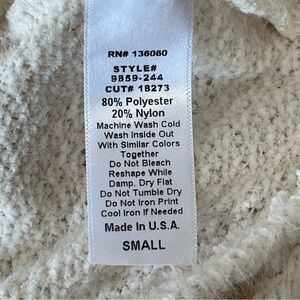 RN# 136060
STYLE#
9859-244
CUT# 18273
80% Polyester
20% Nylon
Machine Wash Cold
Wash Inside Out
With Similar Colors
Together
Do Not Bleach
Reshape While
Damp. Dry Flat
Do Not Tumble Dry
Do Not Iron Print
Cool Iron If Needed
Made In U.S.A.
SMALL